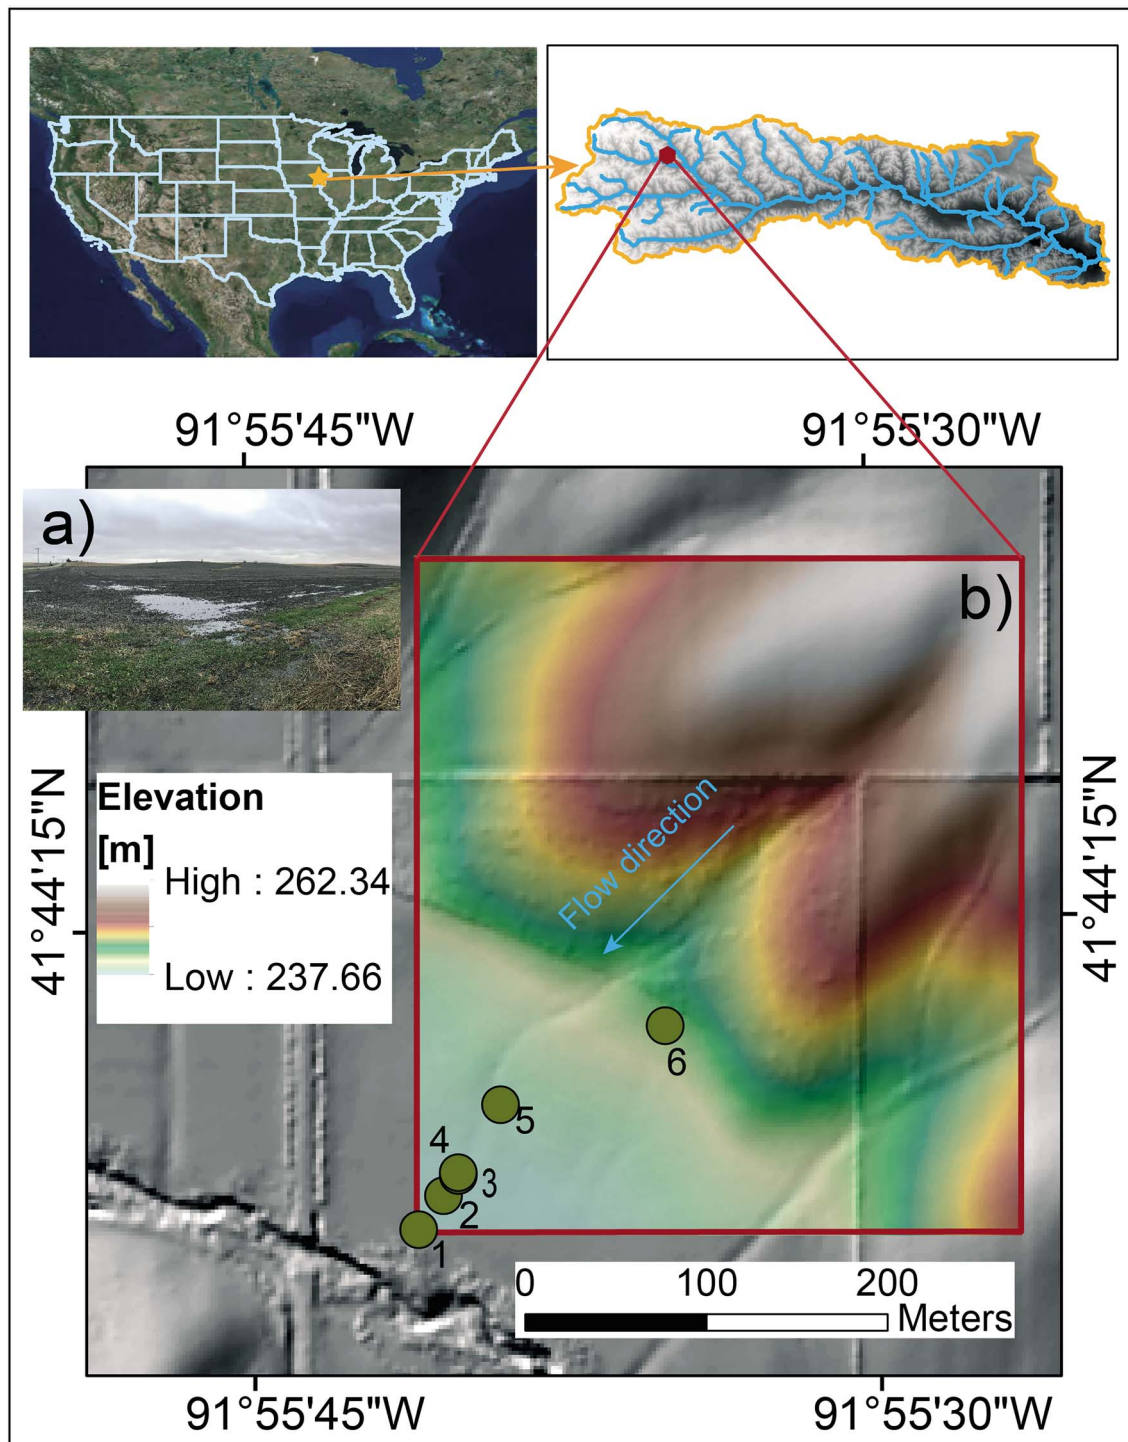 91°55'45"W
91°55'30"W
a)
b)
41°44'15"N
41°44'15"N
Elevation
[m]
High : 262.34
Low : 237.66
Flow direction
6
5
4
3
2
1
0 100 200
Meters
91°55'45"W
91°55'30"W